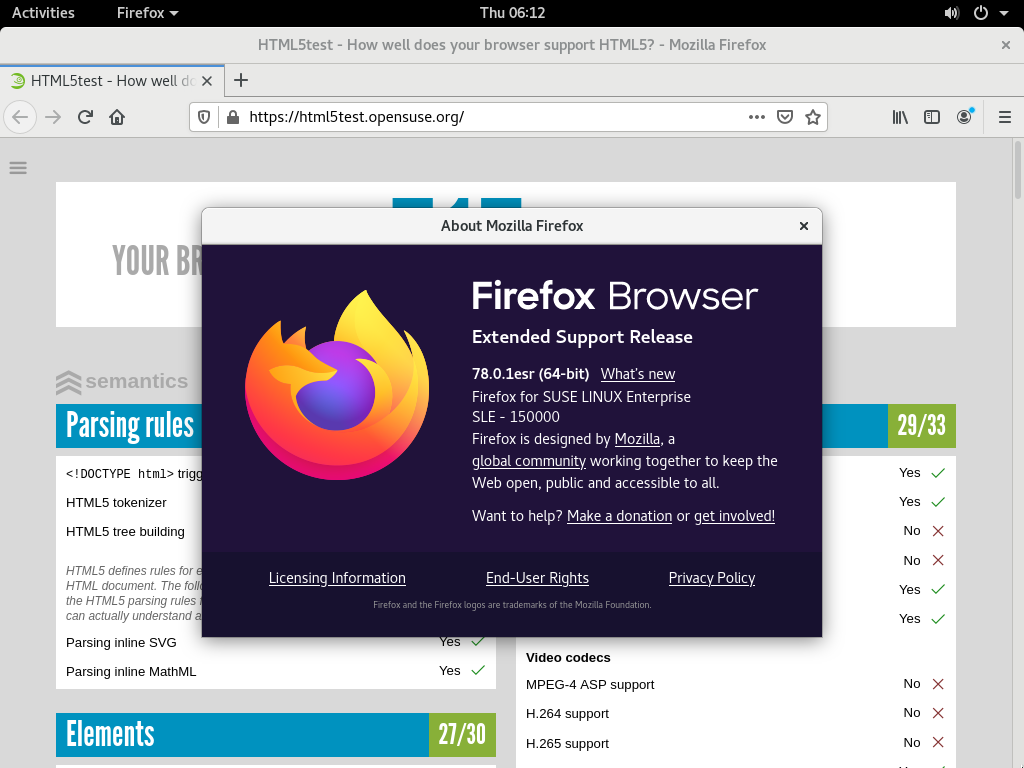 Activities
Firefox
Thu 06:12
HTML5test - How well does your browser support HTML5? - Mozilla Firefox
HTML5test - How well do
https://html5test.opensuse.org/
About Mozilla Firefox
YOUR BR
Firefox Browser
Extended Support Release
78.0.1esr (64-bit) What's new
Firefox for SUSE LINUX Enterprise
SLE - 150000
Firefox is designed by Mozilla, a
global community working together to keep the
Web open, public and accessible to all.
Want to help? Make a donation or get involved!
Licensing Information
End-User Rights
Privacy Policy
Firefox and the Firefox logos are trademarks of the Mozilla Foundation.
semantics
Parsing rules
<!DOCTYPE html> trigg
HTML5 tokenizer
HTML5 tree building
HTML5 defines rules for e
HTML document. The follo
the HTML5 parsing rules f
can actually understand a
Parsing inline SVG Yes
Parsing inline MathML Yes
Elements 27/30
29/33
Yes
Yes
No
No
Yes
Yes
Video codecs
MPEG-4 ASP support No
H.264 support No
H.265 support No